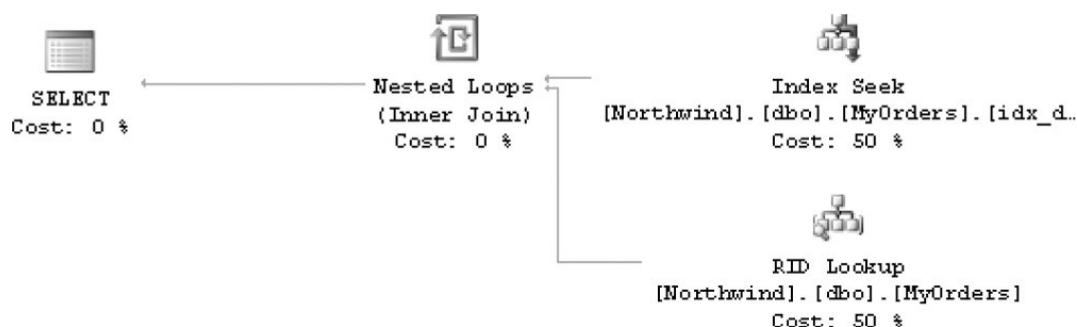 SELECT
Cost: 0 %
Nested Loops
(Inner Join)
Cost: 0 %
Index Seek
[Northwind].[dbo].[MyOrders].[idx_d…
Cost: 50 %
RID Lookup
[Northwind].[dbo].[MyOrders]
Cost: 50 %